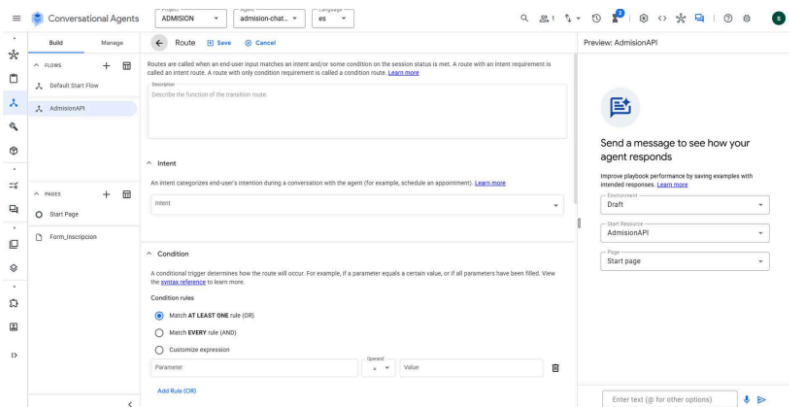 Conversational Agents
Project
ADMISION
Agent
admision-chat...
Language
es
1
2
S
Build
Manage
Route
Save
Cancel
Preview: AdmisionAPI
FLOWS
Default Start Flow
AdmisionAPI
PAGES
Start Page
Form_Inscripcion
Routes are called when an end-user input matches an intent and/or some condition on the session status is met. A route with an intent requirement is
called an intent route. A route with only condition requirement is called a condition route. Learn more
Description
Describe the function of the transition route.
Intent
An intent categorizes end-user's intention during a conversation with the agent (for example, schedule an appointment). Learn more
Intent
Condition
A conditional trigger determines how the route will occur. For example, if a parameter equals a certain value, or if all parameters have been filled. View
the syntax reference to learn more.
Condition rules
Match AT LEAST ONE rule (OR)
Match EVERY rule (AND)
Customize expression
Parameter
Operand
=
Value
Add Rule (OR)
Send a message to see how your
agent responds
Improve playbook performance by saving examples with
intended responses. Learn more
Environment
Draft
Start Resource
AdmisionAPI
Page
Start page
Enter text (@ for other options)